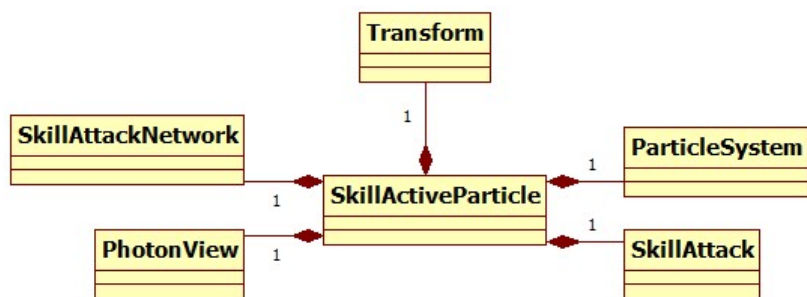 Transform
1
SkillAttackNetwork
1
ParticleSystem
1
SkillActiveParticle
PhotonView
1
SkillAttack
1